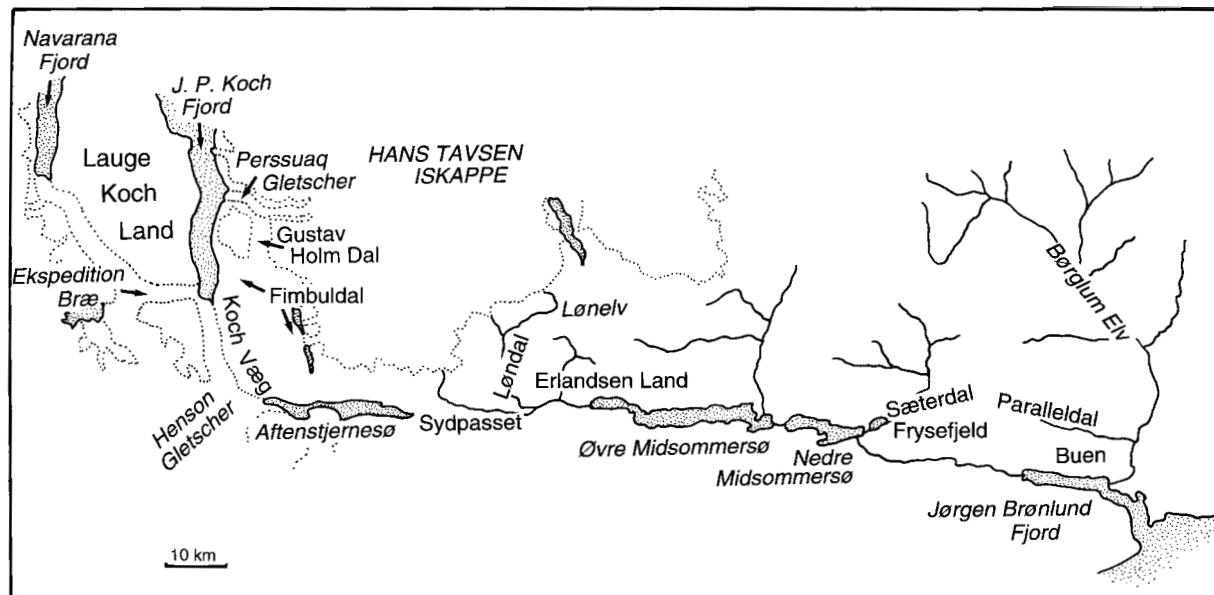 Navarana
Fjord
J. P. Koch
Fjord
Lauge
Koch
Land
Perssuaq
Gletscher
HANS TAVSEN
ISKAPPE
Gustav
Holm Dal
Ekspedition
Bræ
Fimbuldal
Koch Væg
Henson
Gletscher
Aftenstjernesø
Sydpasset
Løndal
Lønelv
Erlandsen Land
Øvre Midsommersø
Nedre
Midsommersø
Sæterdal
Frysefjeld
Børglum Elv
Paralleldal
Buen
Jørgen Brønlund
Fjord
10 km